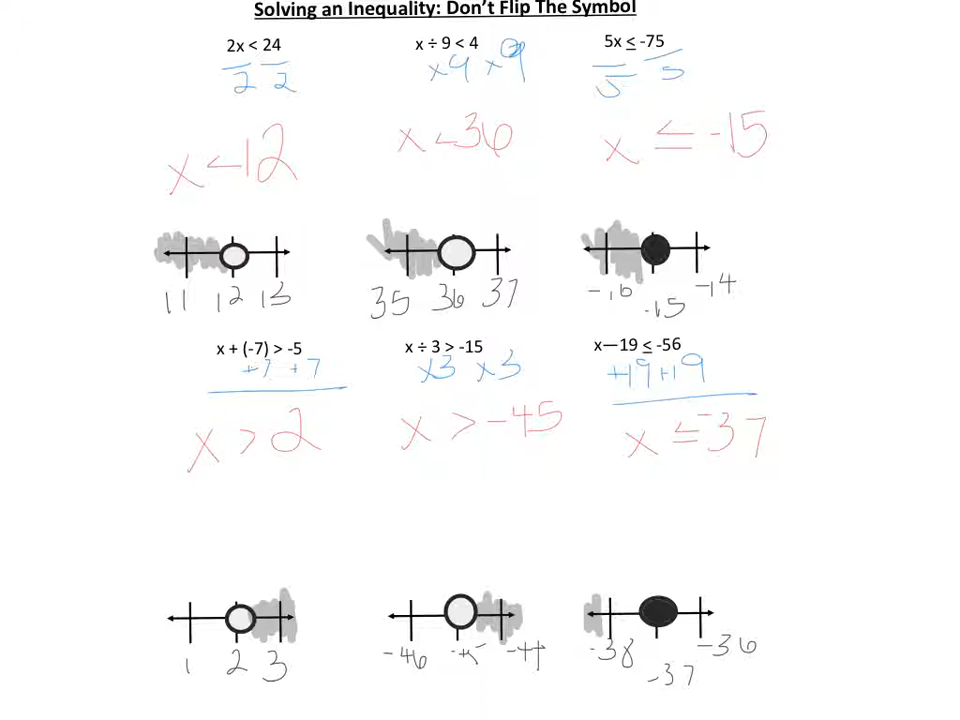 Solving an Inequality: Don't Flip The Symbol
2x < 24
x ÷ 9 < 4
5x ≤ -75
2 2
x9 x9
5 5
x < 12
x < 36
x ≤ -15
11 12 13
35 36 37
-16 -15 -14
x + (-7) > -5
x ÷ 3 > -15
x—19 ≤ -56
+7 +7
x3 x3
+19 +19
x > 2
x > -45
x ≤ -37
1 2 3
-46 -45 -44
-38 -37 -36